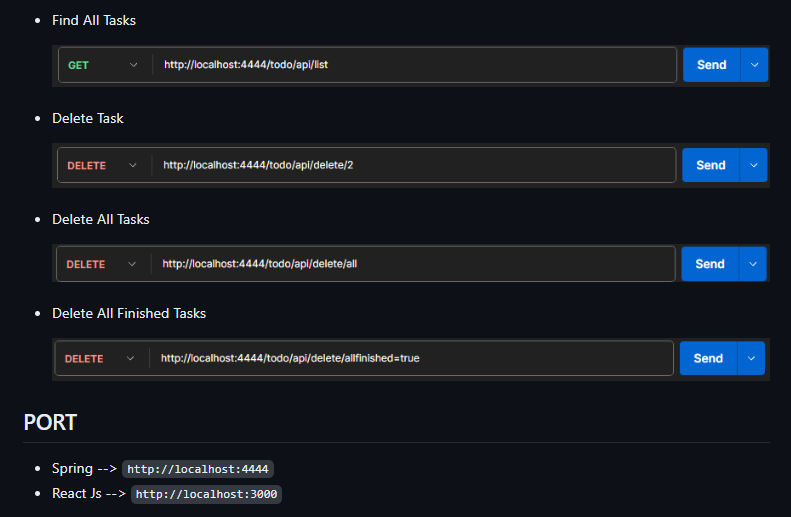 Find All Tasks
GET http://localhost:4444/todo/api/list Send
Delete Task
DELETE http://localhost:4444/todo/api/delete/2 Send
Delete All Tasks
DELETE http://localhost:4444/todo/api/delete/all Send
Delete All Finished Tasks
DELETE http://localhost:4444/todo/api/delete/allfinished=true Send
PORT
Spring --> http://localhost:4444
React Js --> http://localhost:3000